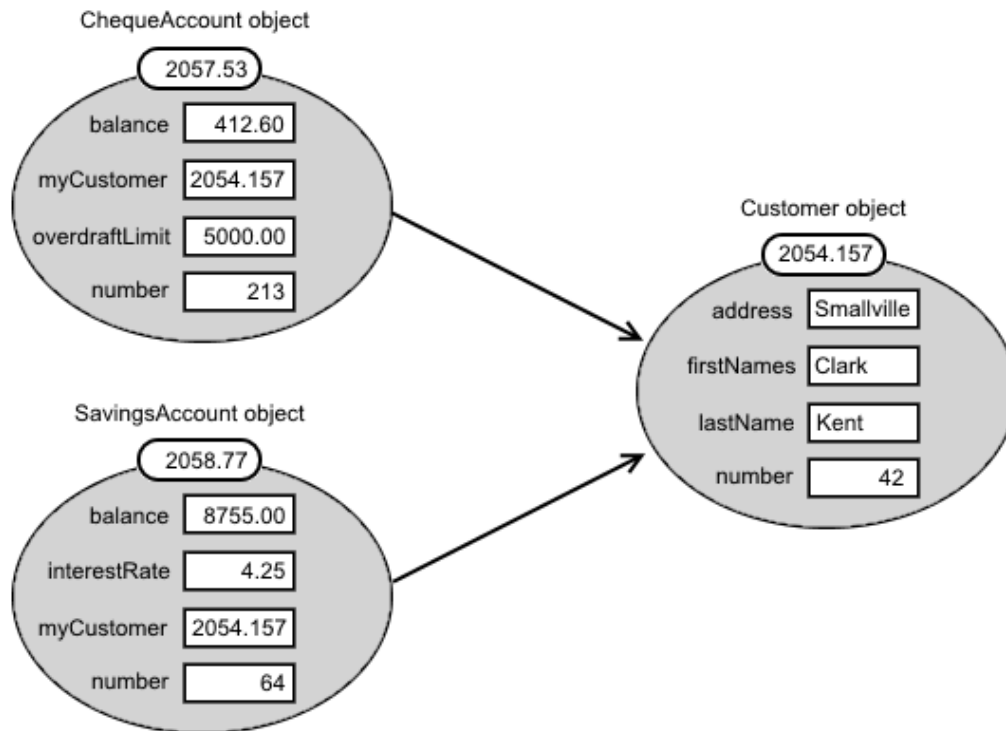 ChequeAccount object
2057.53
balance 412.60
myCustomer 2054.157
overdraftLimit 5000.00
number 213
Customer object
2054.157
address Smallville
firstNames Clark
lastName Kent
number 42
SavingsAccount object
2058.77
balance 8755.00
interestRate 4.25
myCustomer 2054.157
number 64